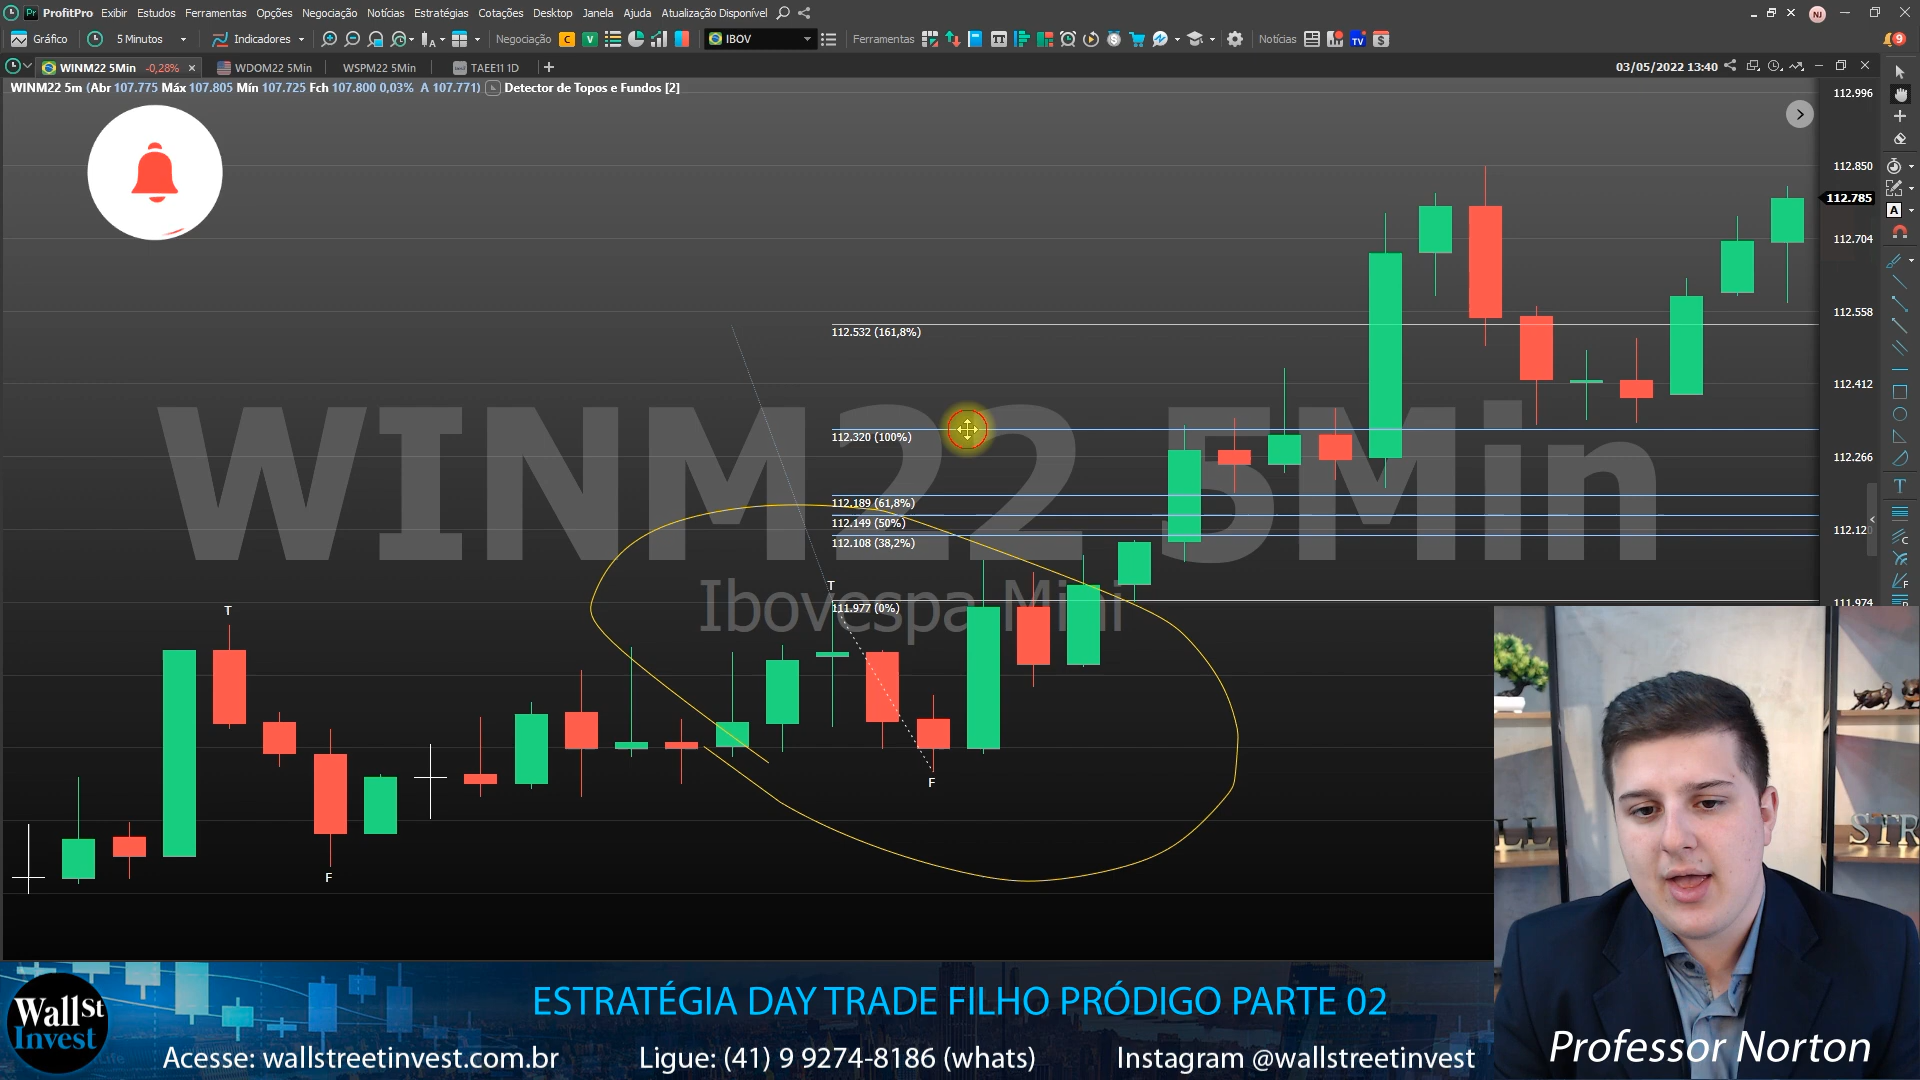 Pr ProfitPro Exibir Estudos Ferramentas Opções Negociação Notícias Estratégias Cotações Desktop Janela Ajuda Atualização Disponível NJ
Gráfico 5 Minutos Indicadores Negociação C V IBOV Ferramentas Notícias TV 9
WINM22 5Min -0,28% WDOM22 5Min WSPM22 5Min TAEE11 1D 03/05/2022 13:40
WINM22 5m (Abr 107.775 Máx 107.805 Mín 107.725 Fch 107.800 0,03% A 107.771) Detector de Topos e Fundos [2]
112.996
112.850
112.785
112.704
112.558
112.532 (161,8%)
112.412
112.320 (100%)
112.266
112.189 (61,8%)
112.149 (50%)
112.120
112.108 (38,2%)
WINM22 5Min
Ibovespa Mini
T
111.977 (0%)
111.974
T
F
F
WallSt
Invest
ESTRATÉGIA DAY TRADE FILHO PRÓDIGO PARTE 02
Acesse: wallstreetinvest.com.br Ligue: (41) 9 9274-8186 (whats) Instagram @wallstreetinvest
Professor Norton